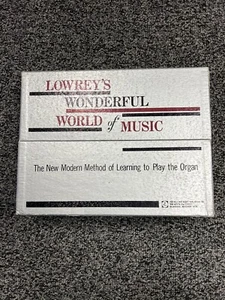 LOWREY'S
WONDERFUL
WORLD of MUSIC
The New Modern Method of Learning to Play the Organ